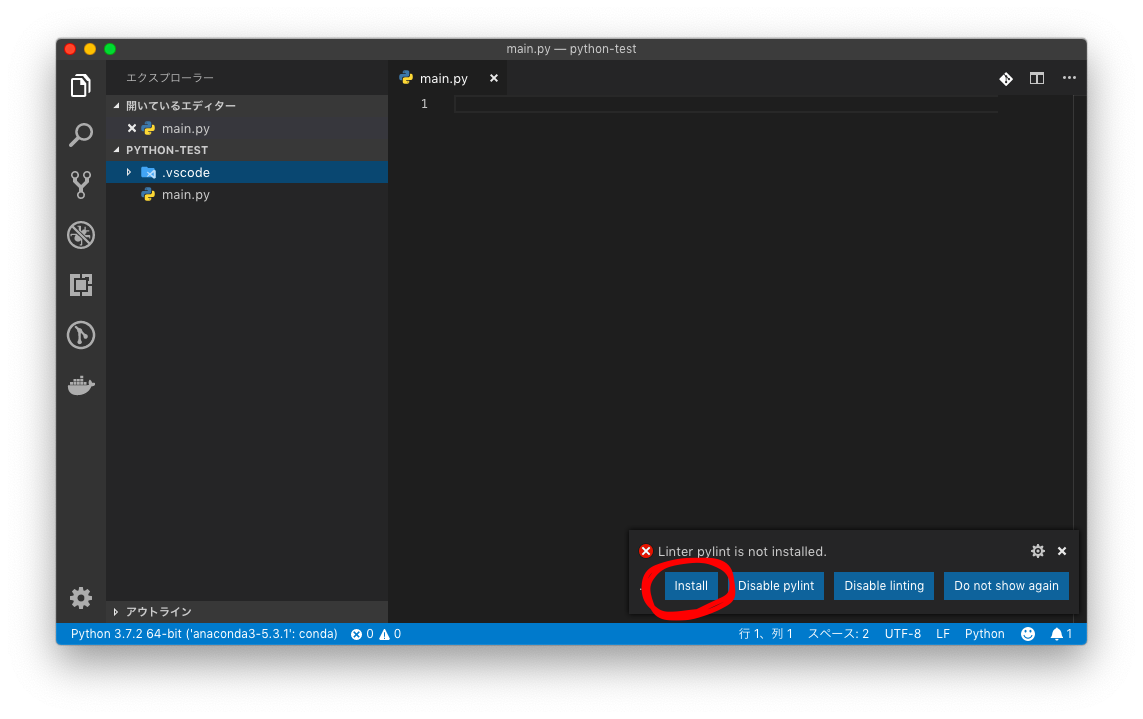 main.py — python-test
エクスプローラー
開いているエディター
main.py
PYTHON-TEST
.vscode
main.py
アウトライン
main.py
1
Linter pylint is not installed.
Install Disable pylint Disable linting Do not show again
Python 3.7.2 64-bit ('anaconda3-5.3.1': conda) 0 0 行 1、列 1 スペース: 2 UTF-8 LF Python 1